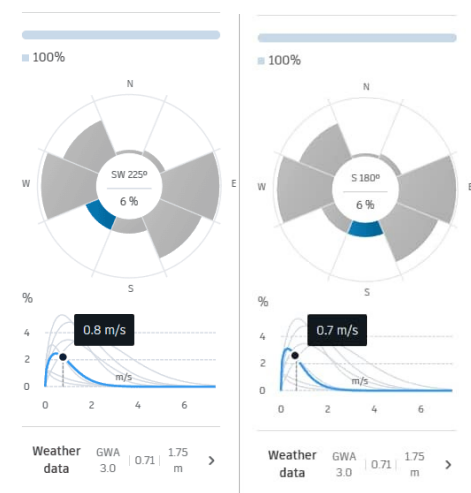 100%
N
W
E
SW 225º
6 %
S
%
0.8 m/s
4
2
0
m/s
0 2 4 6
Weather data
GWA 3.0
0.71
1.75 m
>
100%
N
W
E
S 180º
6 %
S
%
0.7 m/s
4
2
0
m/s
0 2 4 6
Weather data
GWA 3.0
0.71
1.75 m
>